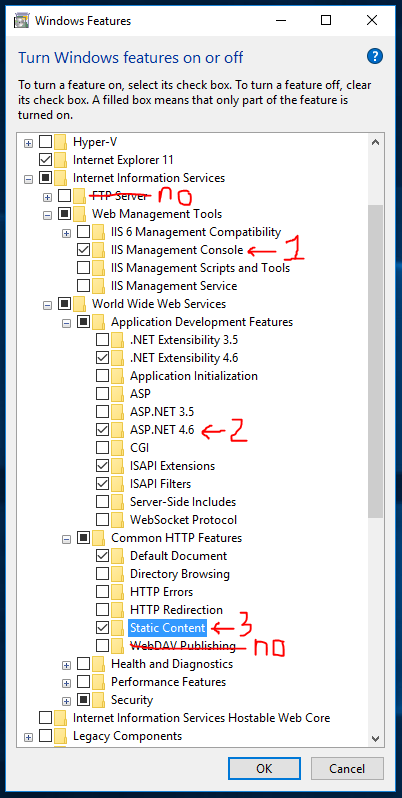 Windows Features
Turn Windows features on or off
?
To turn a feature on, select its check box. To turn a feature off, clear
its check box. A filled box means that only part of the feature is
turned on.
Hyper-V
Internet Explorer 11
Internet Information Services
FTP Server no
Web Management Tools
IIS 6 Management Compatibility
IIS Management Console 1
IIS Management Scripts and Tools
IIS Management Service
World Wide Web Services
Application Development Features
.NET Extensibility 3.5
.NET Extensibility 4.6
Application Initialization
ASP
ASP.NET 3.5
ASP.NET 4.6 2
CGI
ISAPI Extensions
ISAPI Filters
Server-Side Includes
WebSocket Protocol
Common HTTP Features
Default Document
Directory Browsing
HTTP Errors
HTTP Redirection
Static Content 3
WebDAV Publishing no
Health and Diagnostics
Performance Features
Security
Internet Information Services Hostable Web Core
Legacy Components
OK Cancel